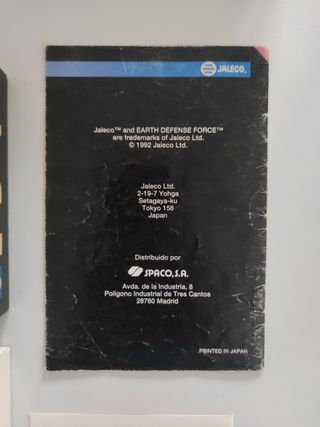 JALECO.
Jaleco™ and EARTH DEFENSE FORCE™
are trademarks of Jaleco Ltd.
© 1992 Jaleco Ltd.
Jaleco Ltd.
2-19-7 Yohga
Setagaya-ku
Tokyo 158
Japan
Distribuido por
SPACO, S.A.
Avda. de la Industria, 8
Polígono Industrial de Tres Cantos
28760 Madrid
PRINTED IN JAPAN